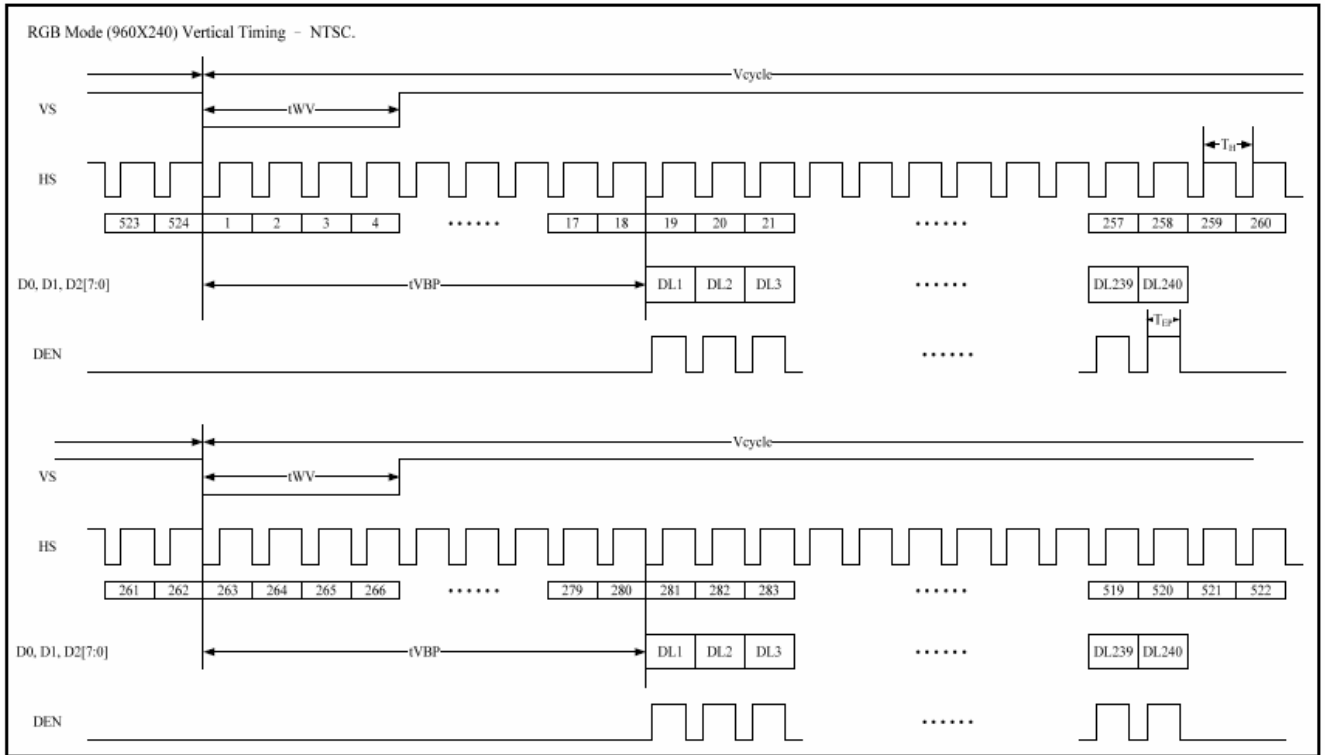 RGB Mode (960X240) Vertical Timing – NTSC.
Vcycle
VS
tWV
TH
HS
523 524 1 2 3 4 ······ 17 18 19 20 21 ······ 257 258 259 260
D0, D1, D2[7:0]
tVBP
DL1 DL2 DL3 ······ DL239 DL240
TEP
DEN
······
Vcycle
VS
tWV
HS
261 262 263 264 265 266 ······ 279 280 281 282 283 ······ 519 520 521 522
D0, D1, D2[7:0]
tVBP
DL1 DL2 DL3 ······ DL239 DL240
DEN
······